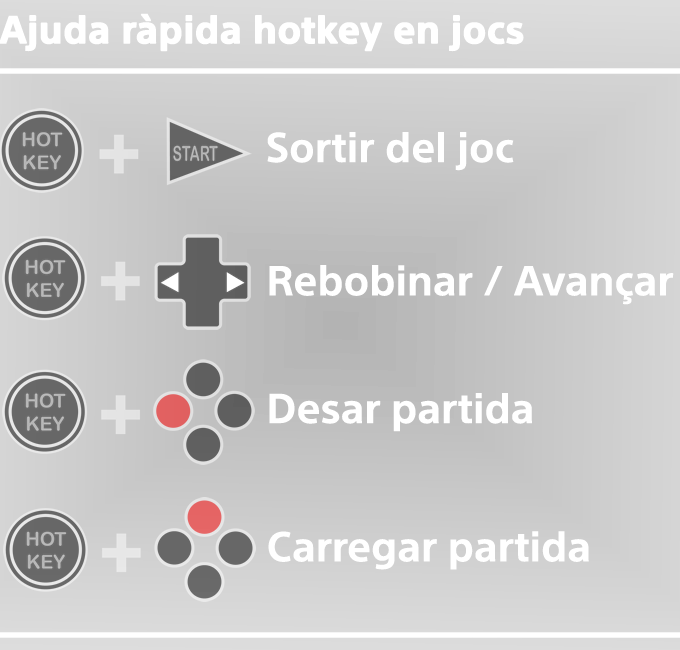 Ajuda ràpida hotkey en jocs
HOT
KEY
START
Sortir del joc
HOT
KEY
Rebobinar / Avançar
HOT
KEY
Desar partida
HOT
KEY
Carregar partida